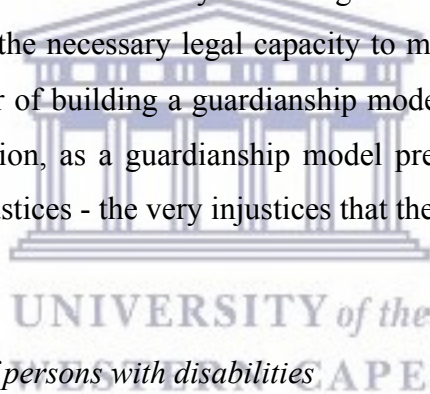 the necessary legal capacity to m
r of building a guardianship mode
ion, as a guardianship model pre
stices - the very injustices that the
UNIVERSITY of the
persons with disabilities
WESTERN CAPE